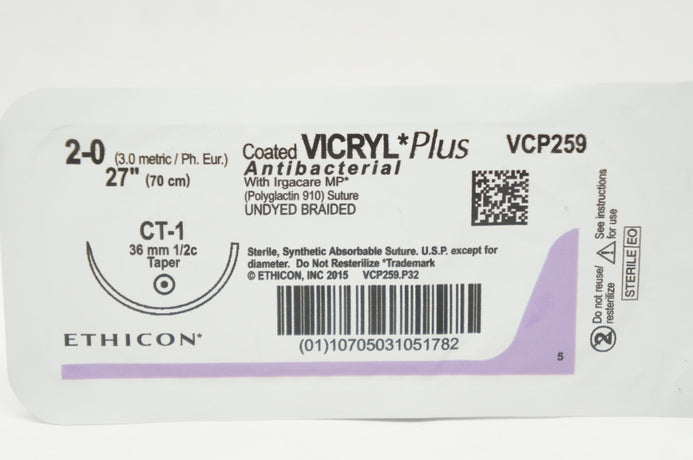 2-0 (3.0 metric / Ph. Eur.)
27" (70 cm)
Coated VICRYL* Plus
Antibacterial
With Irgacare MP*
(Polyglactin 910) Suture
UNDYED BRAIDED
VCP259
CT-1
36 mm 1/2c
Taper
Sterile, Synthetic Absorbable Suture. U.S.P. except for
diameter. Do Not Resterilize *Trademark
© ETHICON, INC 2015 VCP259.P32
(01)10705031051782
ETHICON*
Do not reuse/
resterilize
See instructions
for use
STERILE EO
2
5